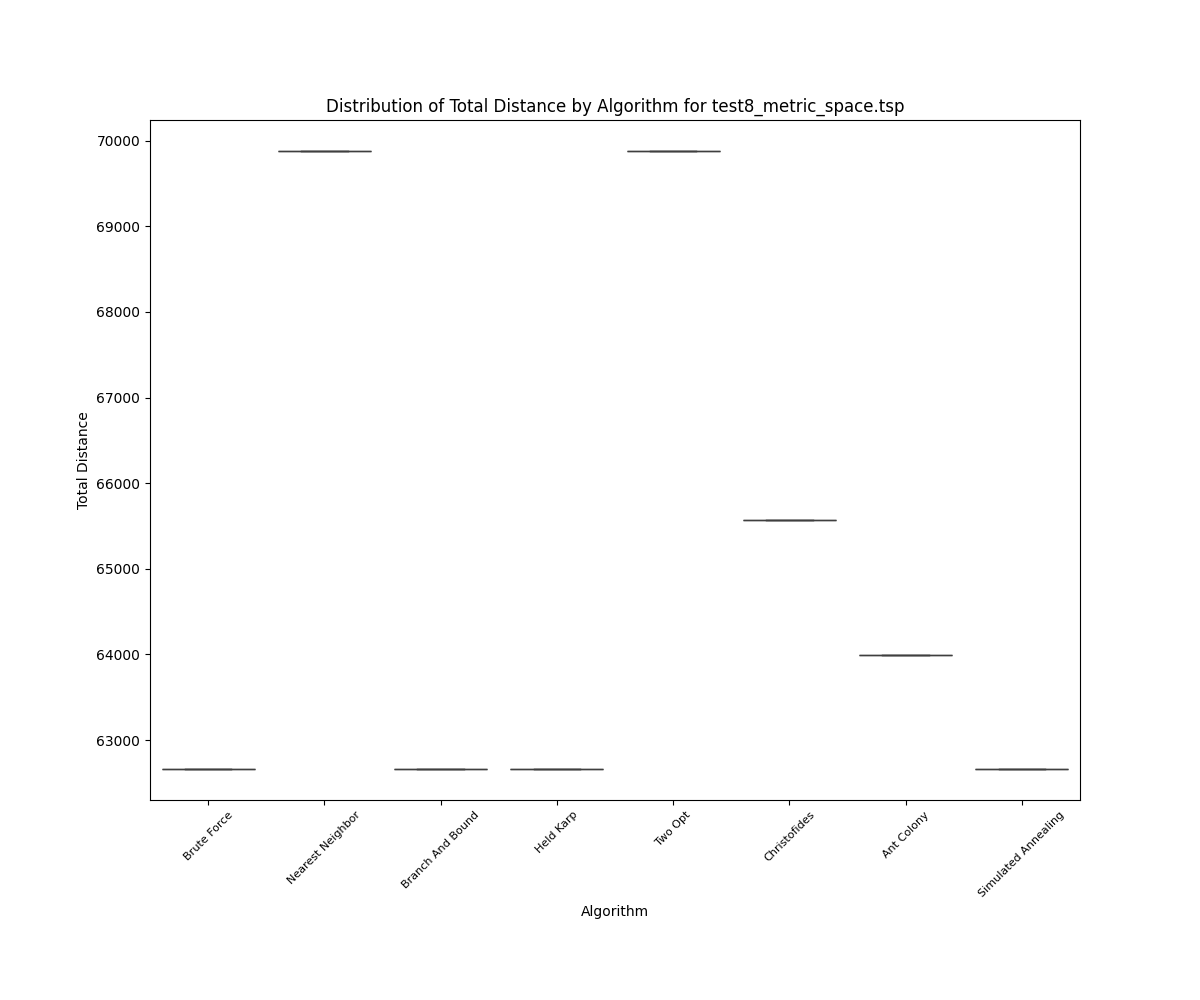 Distribution of Total Distance by Algorithm for test8_metric_space.tsp
70000
69000
68000
67000
66000
65000
64000
63000
Total Distance
Brute Force
Nearest Neighbor
Branch And Bound
Held Karp
Two Opt
Christofides
Ant Colony
Simulated Annealing
Algorithm